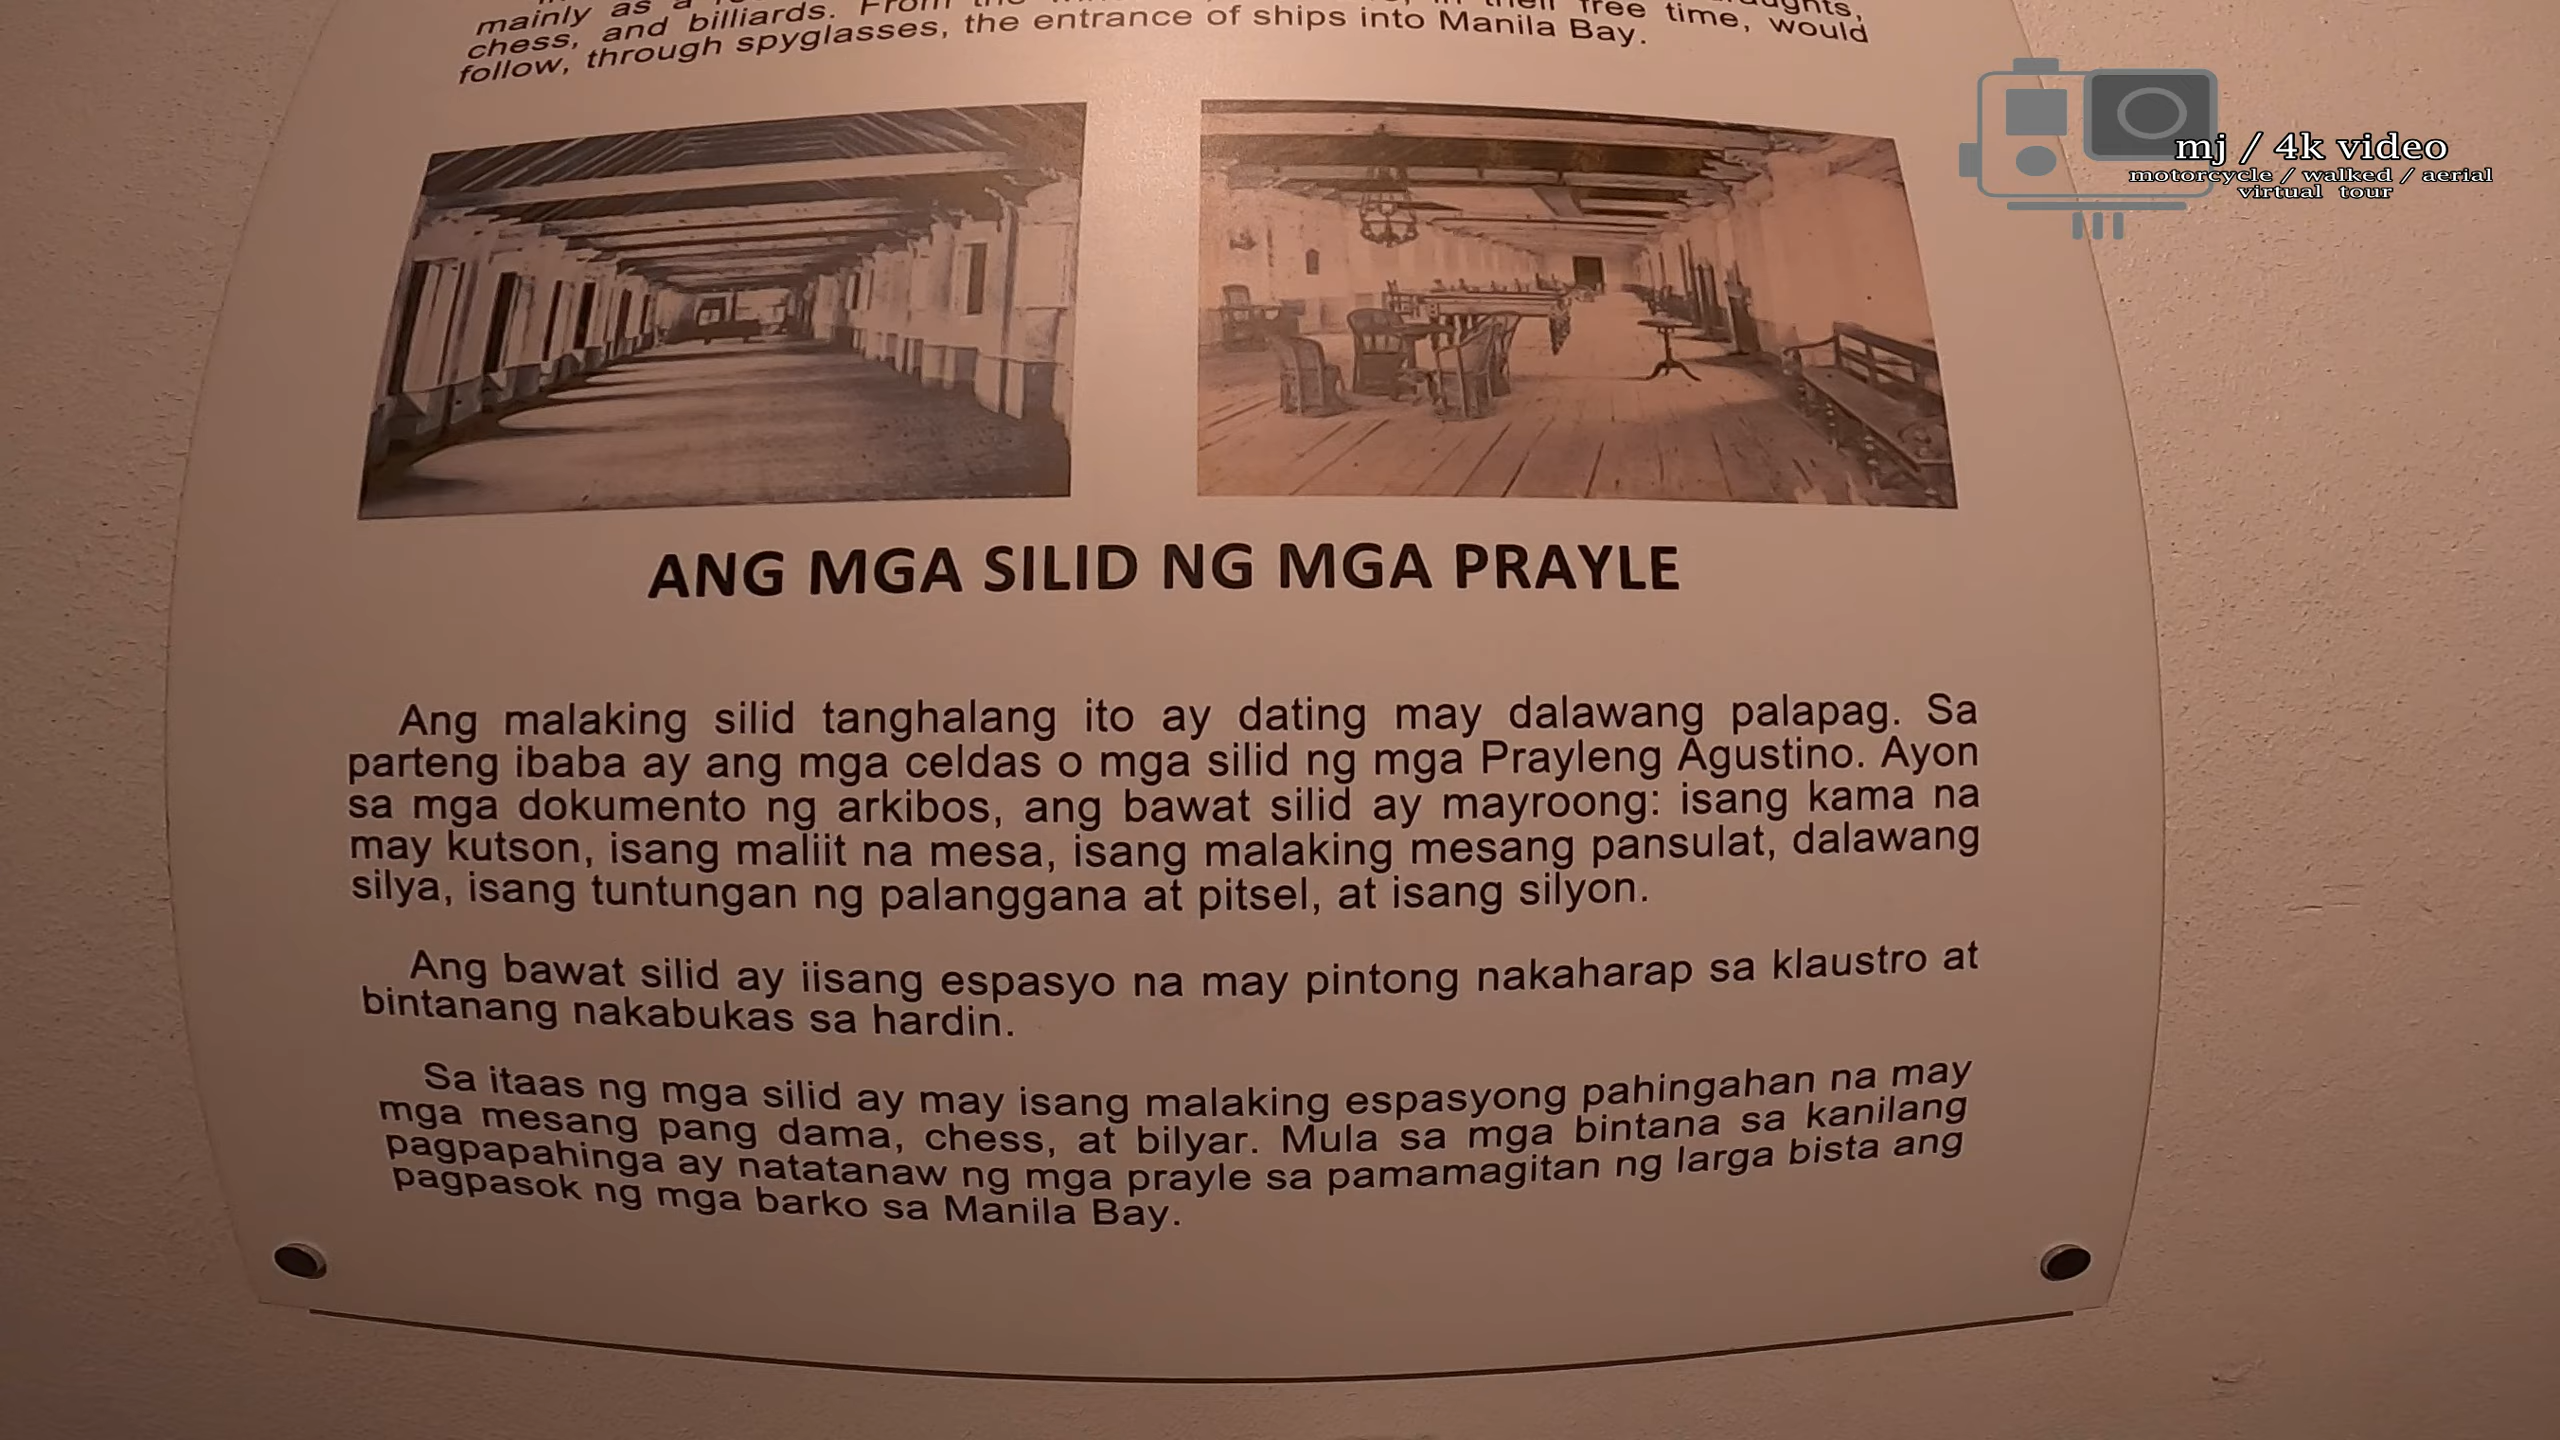 mainly as a
chess, and billiards. From the free time, would
follow, through spyglasses, the entrance of ships into Manila Bay.
mj / 4k video
motorcycle / walked / aerial
virtual tour
ANG MGA SILID NG MGA PRAYLE
Ang malaking silid tanghalang ito ay dating may dalawang palapag. Sa
parteng ibaba ay ang mga celdas o mga silid ng mga Prayleng Agustino. Ayon
sa mga dokumento ng arkibos, ang bawat silid ay mayroong: isang kama na
may kutson, isang maliit na mesa, isang malaking mesang pansulat, dalawang
silya, isang tuntungan ng palanggana at pitsel, at isang silyon.
Ang bawat silid ay iisang espasyo na may pintong nakaharap sa klaustro at
bintanang nakabukas sa hardin.
Sa itaas ng mga silid ay may isang malaking espasyong pahingahan na may
mga mesang pang dama, chess, at bilyar. Mula sa mga bintana sa kanilang
pagpapahinga ay natatanaw ng mga prayle sa pamamagitan ng larga bista ang
pagpasok ng mga barko sa Manila Bay.